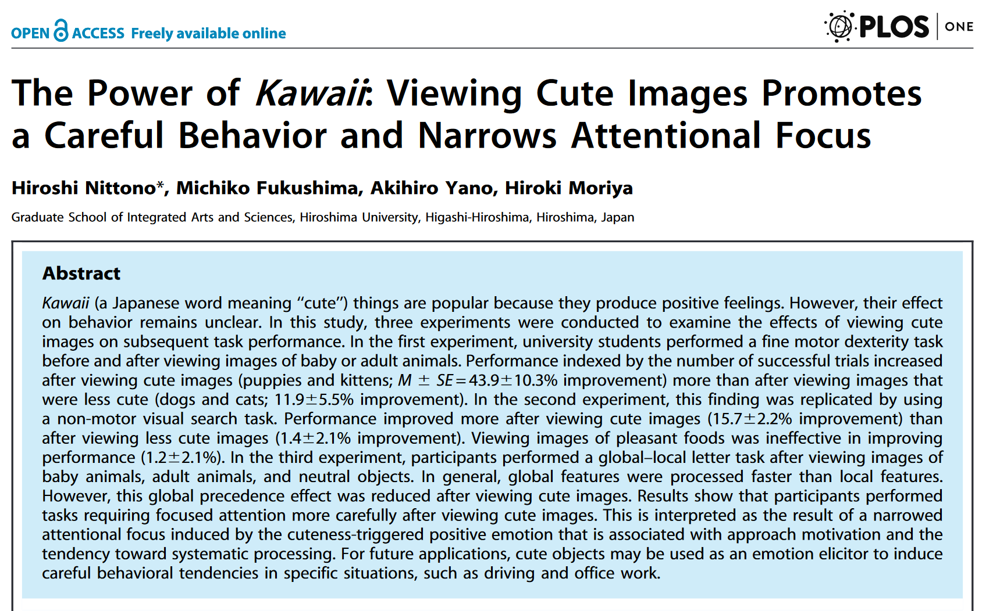 OPEN ACCESS Freely available online
PLOS | ONE
The Power of Kawaii: Viewing Cute Images Promotes
a Careful Behavior and Narrows Attentional Focus
Hiroshi Nittono*, Michiko Fukushima, Akihiro Yano, Hiroki Moriya
Graduate School of Integrated Arts and Sciences, Hiroshima University, Higashi-Hiroshima, Hiroshima, Japan
Abstract
Kawaii (a Japanese word meaning “cute”) things are popular because they produce positive feelings. However, their effect
on behavior remains unclear. In this study, three experiments were conducted to examine the effects of viewing cute
images on subsequent task performance. In the first experiment, university students performed a fine motor dexterity task
before and after viewing images of baby or adult animals. Performance indexed by the number of successful trials increased
after viewing cute images (puppies and kittens; M ± SE=43.9±10.3% improvement) more than after viewing images that
were less cute (dogs and cats; 11.9±5.5% improvement). In the second experiment, this finding was replicated by using
a non-motor visual search task. Performance improved more after viewing cute images (15.7±2.2% improvement) than
after viewing less cute images (1.4±2.1% improvement). Viewing images of pleasant foods was ineffective in improving
performance (1.2±2.1%). In the third experiment, participants performed a global–local letter task after viewing images of
baby animals, adult animals, and neutral objects. In general, global features were processed faster than local features.
However, this global precedence effect was reduced after viewing cute images. Results show that participants performed
tasks requiring focused attention more carefully after viewing cute images. This is interpreted as the result of a narrowed
attentional focus induced by the cuteness-triggered positive emotion that is associated with approach motivation and the
tendency toward systematic processing. For future applications, cute objects may be used as an emotion elicitor to induce
careful behavioral tendencies in specific situations, such as driving and office work.